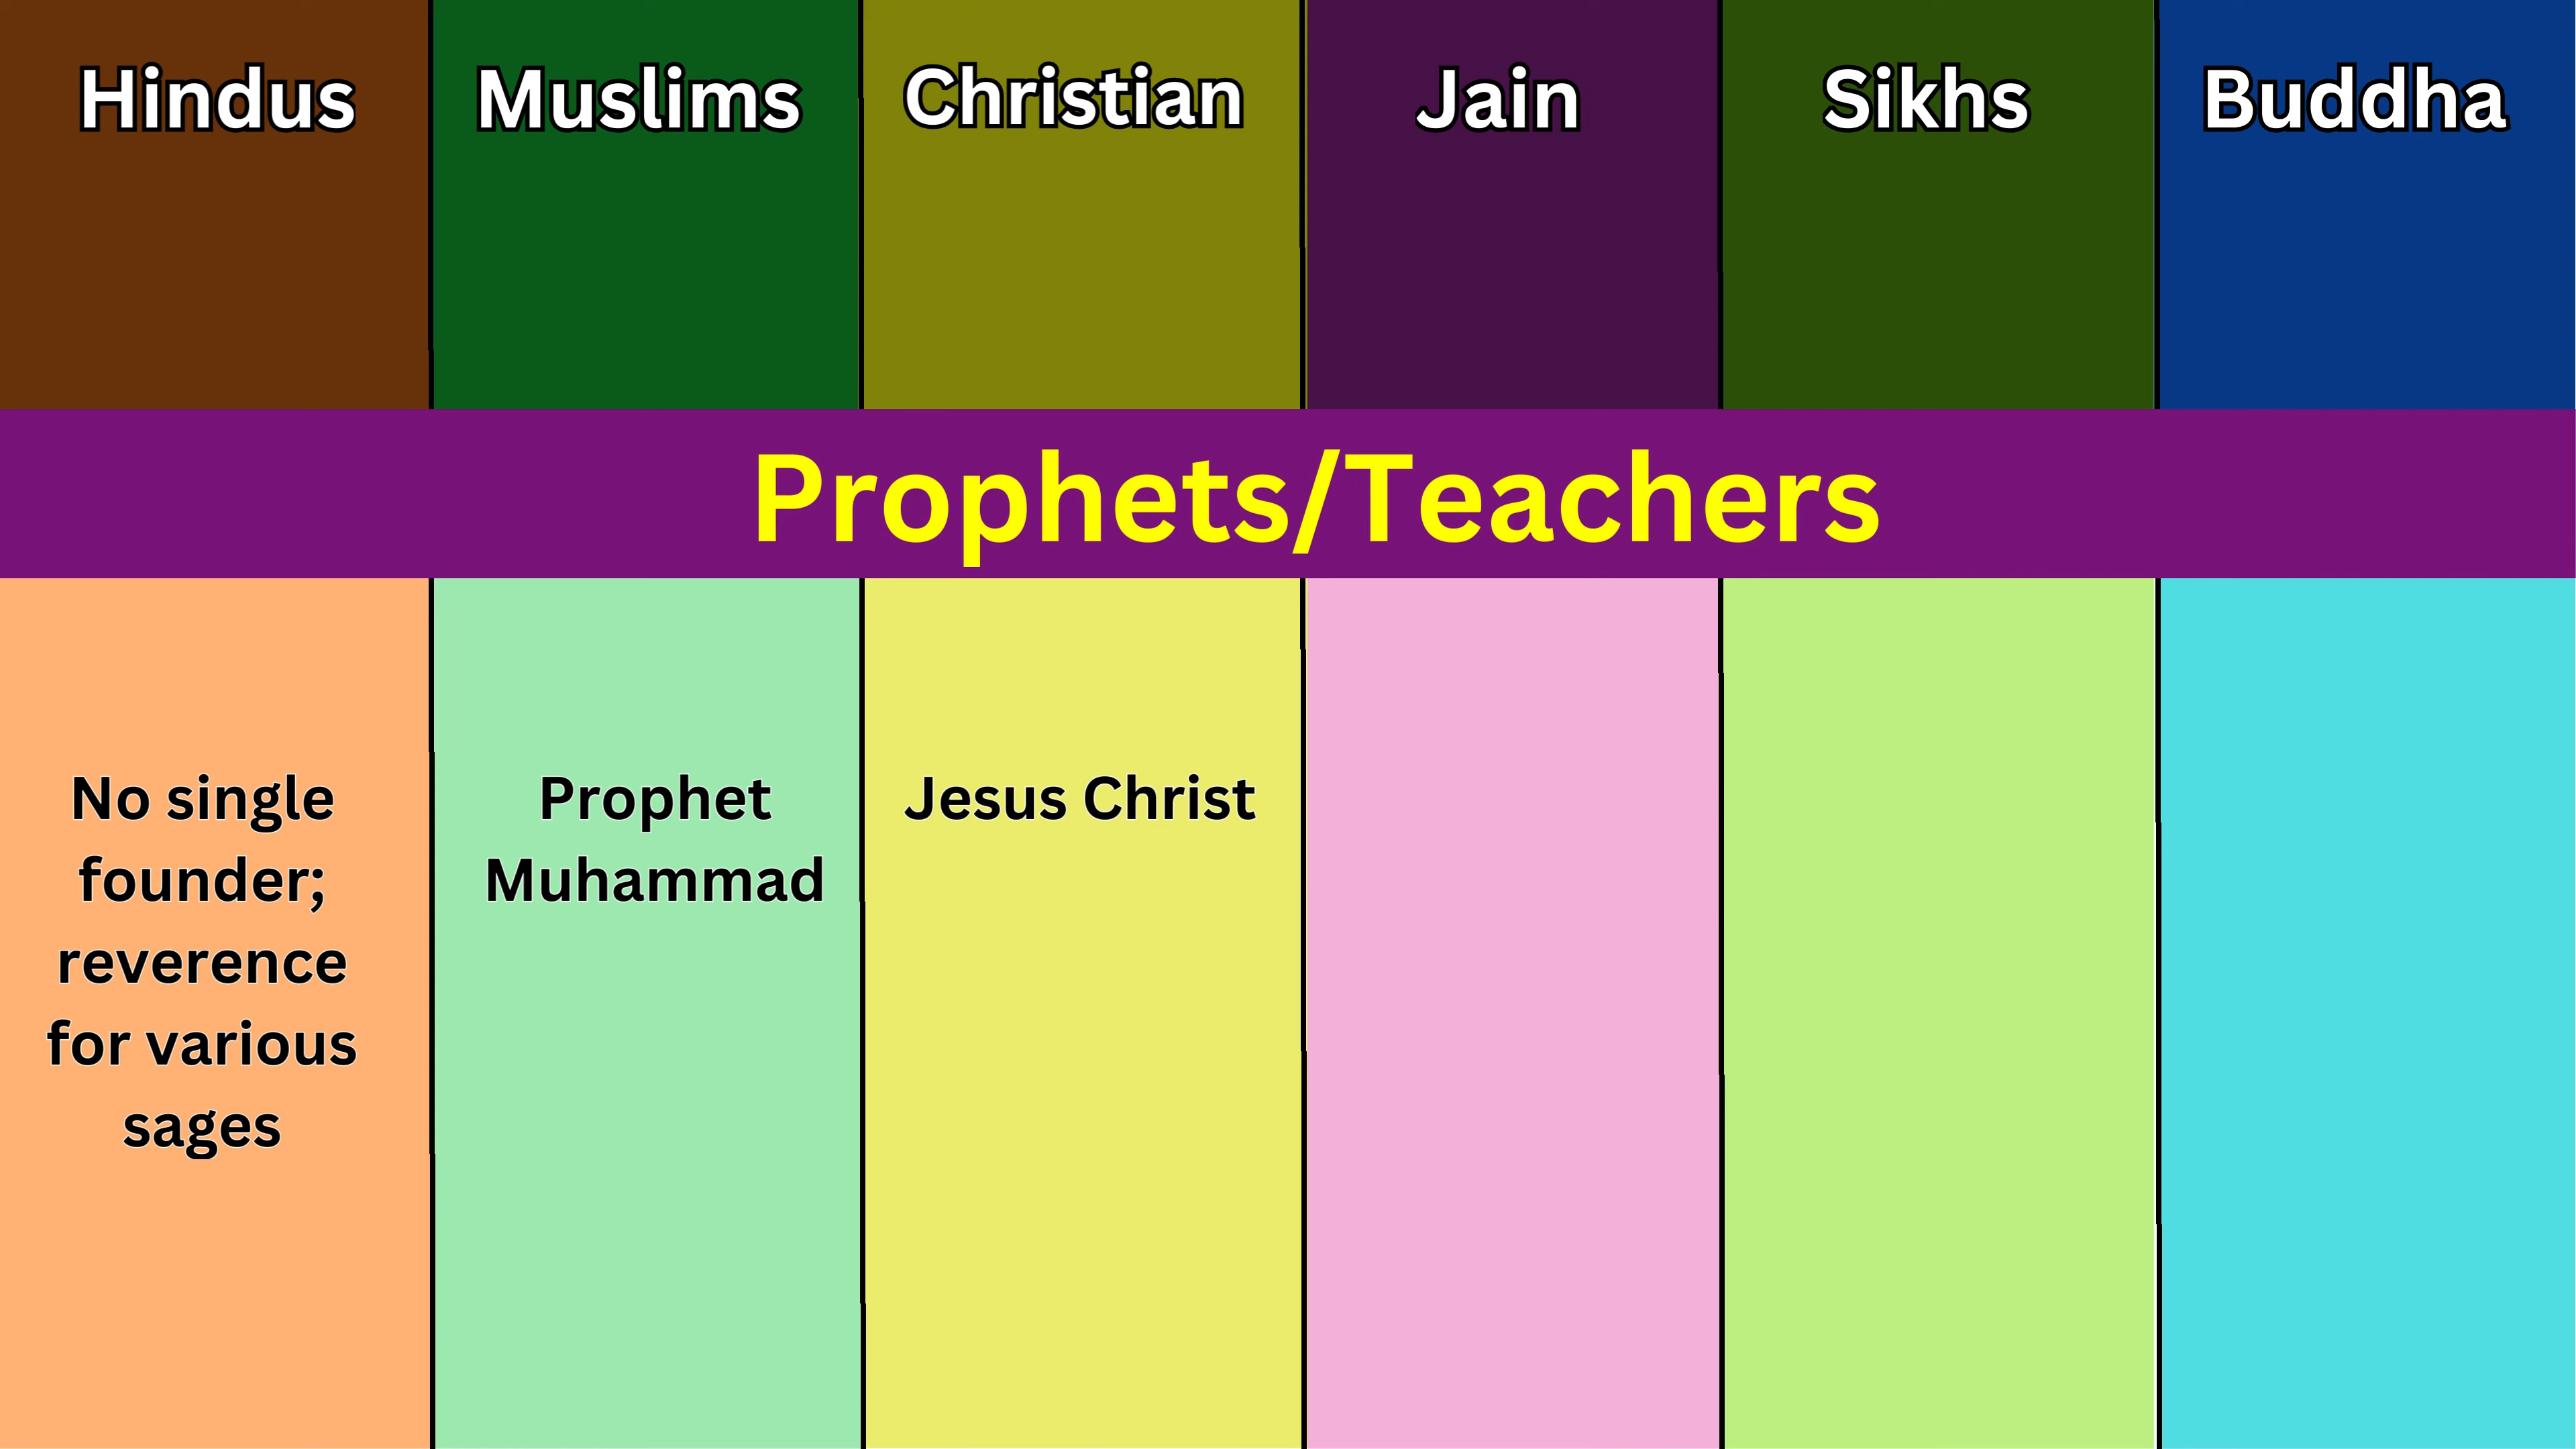 Hindus
Muslims
Christian
Jain
Sikhs
Buddha
Prophets/Teachers
No single
founder;
reverence
for various
sages
Prophet
Muhammad
Jesus Christ